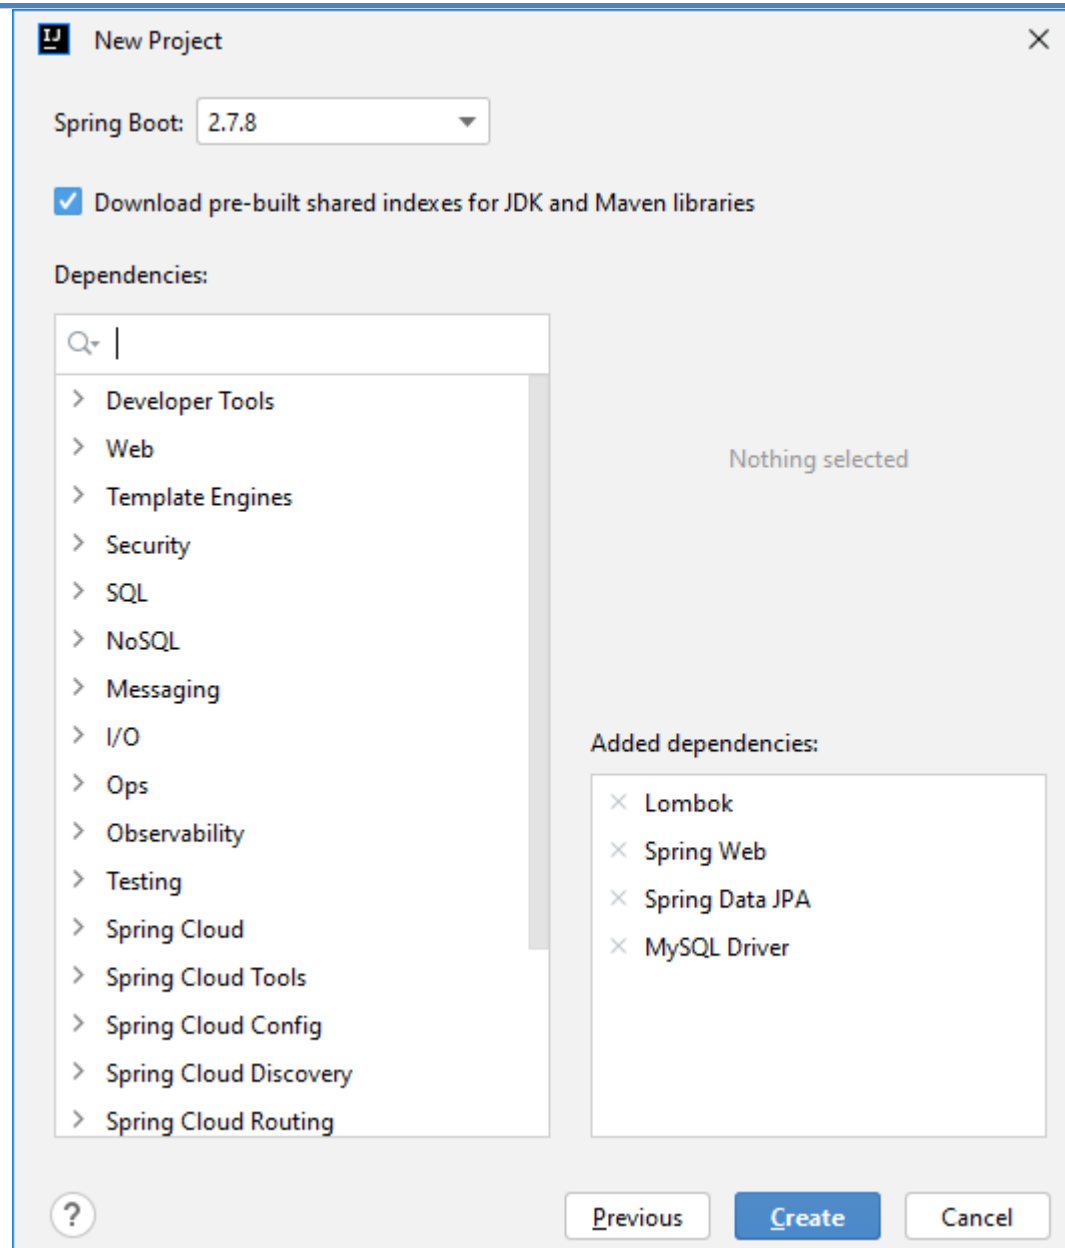 IJ
New Project
Spring Boot: 2.7.8
Download pre-built shared indexes for JDK and Maven libraries
Dependencies:
Developer Tools
Web
Template Engines
Security
SQL
NoSQL
Messaging
I/O
Ops
Observability
Testing
Spring Cloud
Spring Cloud Tools
Spring Cloud Config
Spring Cloud Discovery
Spring Cloud Routing
Nothing selected
Added dependencies:
Lombok
Spring Web
Spring Data JPA
MySQL Driver
?
Previous
Create
Cancel